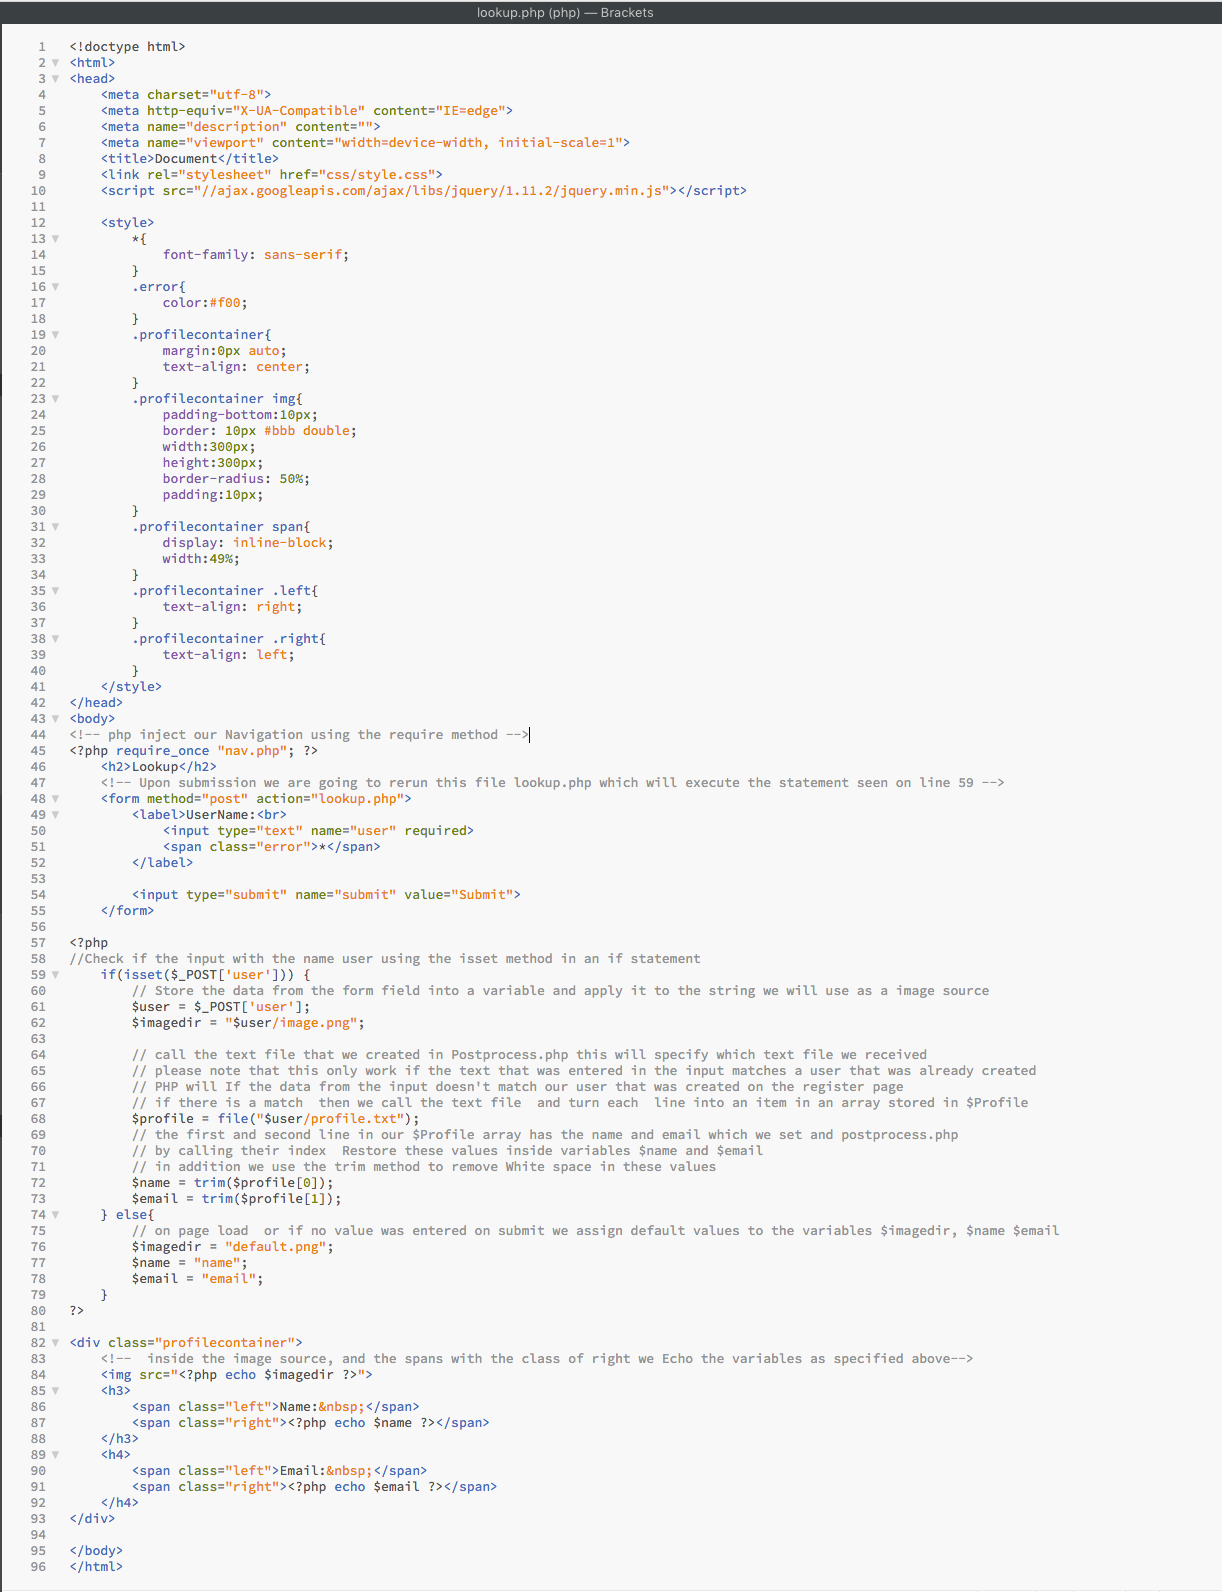 lookup.php (php) — Brackets
1 <!doctype html>
2 <html>
3 <head>
4 <meta charset="utf-8">
5 <meta http-equiv="X-UA-Compatible" content="IE=edge">
6 <meta name="description" content="">
7 <meta name="viewport" content="width=device-width, initial-scale=1">
8 <title>Document</title>
9 <link rel="stylesheet" href="css/style.css">
10 <script src="//ajax.googleapis.com/ajax/libs/jquery/1.11.2/jquery.min.js"></script>
11
12 <style>
13 *{
14 font-family: sans-serif;
15 }
16 .error{
17 color:#f00;
18 }
19 .profilecontainer{
20 margin:0px auto;
21 text-align: center;
22 }
23 .profilecontainer img{
24 padding-bottom:10px;
25 border: 10px #bbb double;
26 width:300px;
27 height:300px;
28 border-radius: 50%;
29 padding:10px;
30 }
31 .profilecontainer span{
32 display: inline-block;
33 width:49%;
34 }
35 .profilecontainer .left{
36 text-align: right;
37 }
38 .profilecontainer .right{
39 text-align: left;
40 }
41 </style>
42 </head>
43 <body>
44 <!-- php inject our Navigation using the require method -->
45 <?php require_once "nav.php"; ?>
46 <h2>Lookup</h2>
47 <!-- Upon submission we are going to rerun this file lookup.php which will execute the statement seen on line 59 -->
48 <form method="post" action="lookup.php">
49 <label>UserName:<br>
50 <input type="text" name="user" required>
51 <span class="error">*</span>
52 </label>
53
54 <input type="submit" name="submit" value="Submit">
55 </form>
56
57 <?php
58 //Check if the input with the name user using the isset method in an if statement
59 if(isset($_POST['user'])) {
60 // Store the data from the form field into a variable and apply it to the string we will use as a image source
61 $user = $_POST['user'];
62 $imagedir = "$user/image.png";
63
64 // call the text file that we created in Postprocess.php this will specify which text file we received
65 // please note that this only work if the text that was entered in the input matches a user that was already created
66 // PHP will If the data from the input doesn't match our user that was created on the register page
67 // if there is a match  then we call the text file  and turn each  line into an item in an array stored in $Profile
68 $profile = file("$user/profile.txt");
69 // the first and second line in our $Profile array has the name and email which we set and postprocess.php
70 // by calling their index  Restore these values inside variables $name and $email
71 // in addition we use the trim method to remove White space in these values
72 $name = trim($profile[0]);
73 $email = trim($profile[1]);
74 } else{
75 // on page load  or if no value was entered on submit we assign default values to the variables $imagedir, $name $email
76 $imagedir = "default.png";
77 $name = "name";
78 $email = "email";
79 }
80 ?>
81
82 <div class="profilecontainer">
83 <!--  inside the image source, and the spans with the class of right we Echo the variables as specified above-->
84 <img src="<?php echo $imagedir ?>">
85 <h3>
86 <span class="left">Name:&nbsp;</span>
87 <span class="right"><?php echo $name ?></span>
88 </h3>
89 <h4>
90 <span class="left">Email:&nbsp;</span>
91 <span class="right"><?php echo $email ?></span>
92 </h4>
93 </div>
94
95 </body>
96 </html>